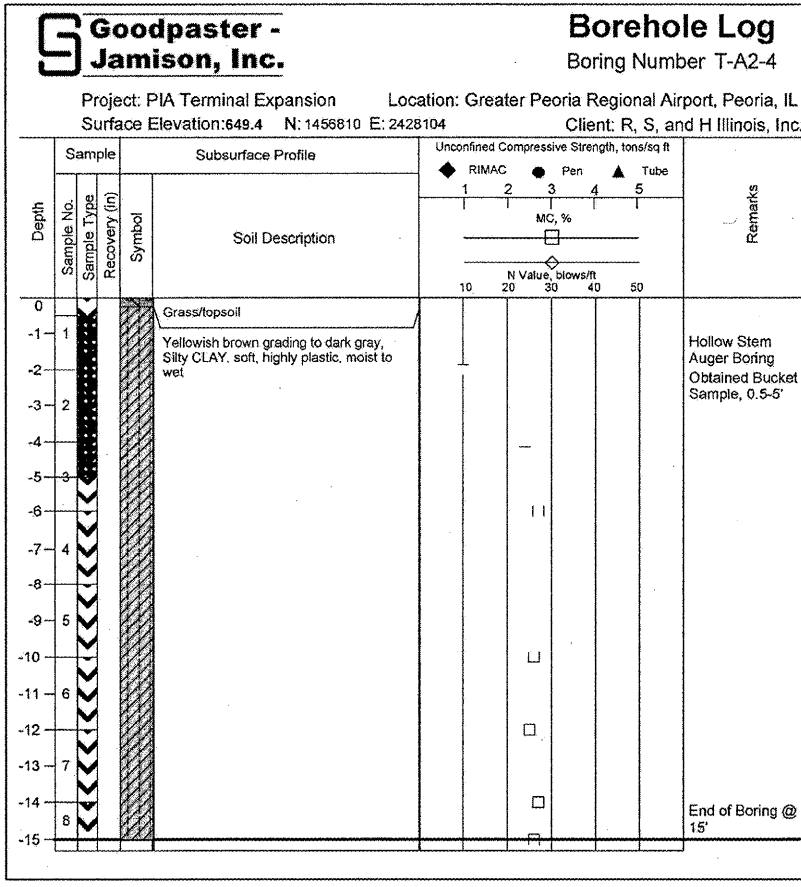 Goodpaster -
Jamison, Inc.
Borehole Log
Boring Number T-A2-4
Project: PIA Terminal Expansion Location: Greater Peoria Regional Airport, Peoria, IL
Surface Elevation:649.4 N: 1456810 E: 2428104 Client: R, S, and H Illinois, Inc.
Sample Subsurface Profile Unconfined Compressive Strength, tons/sq ft
RIMAC Pen Tube
1 2 3 4 5
MC, %
N Value, blows/ft
10 20 30 40 50
Depth
Sample No.
Sample Type
Recovery (in)
Symbol
Soil Description
Remarks
0
Grass/topsoil
-1 1
Yellowish brown grading to dark gray,
Silty CLAY, soft, highly plastic, moist to
wet
Hollow Stem
Auger Boring
Obtained Bucket
Sample, 0.5-5'
-2
-3 2
-4
-5 3
-6
-7 4
-8
-9 5
-10
-11 6
-12
-13 7
-14
8
End of Boring @
15'
-15